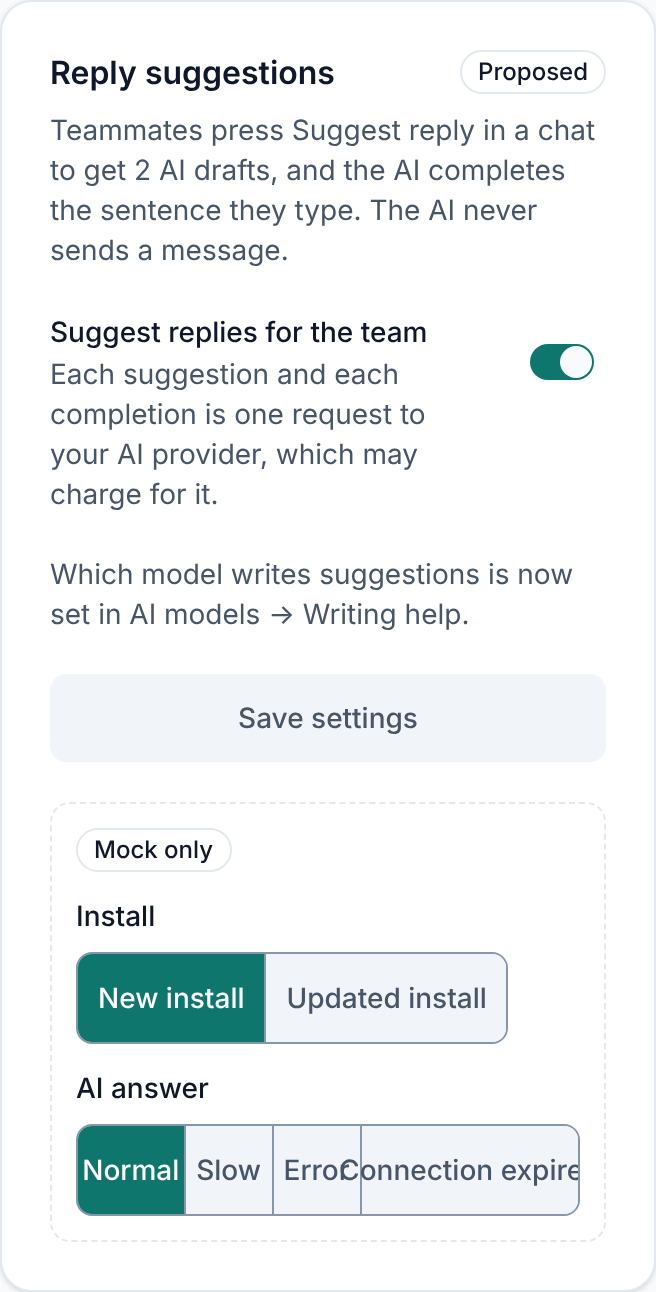 Reply suggestions
Proposed
Teammates press Suggest reply in a chat
to get 2 AI drafts, and the AI completes
the sentence they type. The AI never
sends a message.
Suggest replies for the team
Each suggestion and each
completion is one request to
your AI provider, which may
charge for it.
Which model writes suggestions is now
set in AI models → Writing help.
Save settings
Mock only
Install
New install
Updated install
AI answer
Normal
Slow
Error
Connection expire